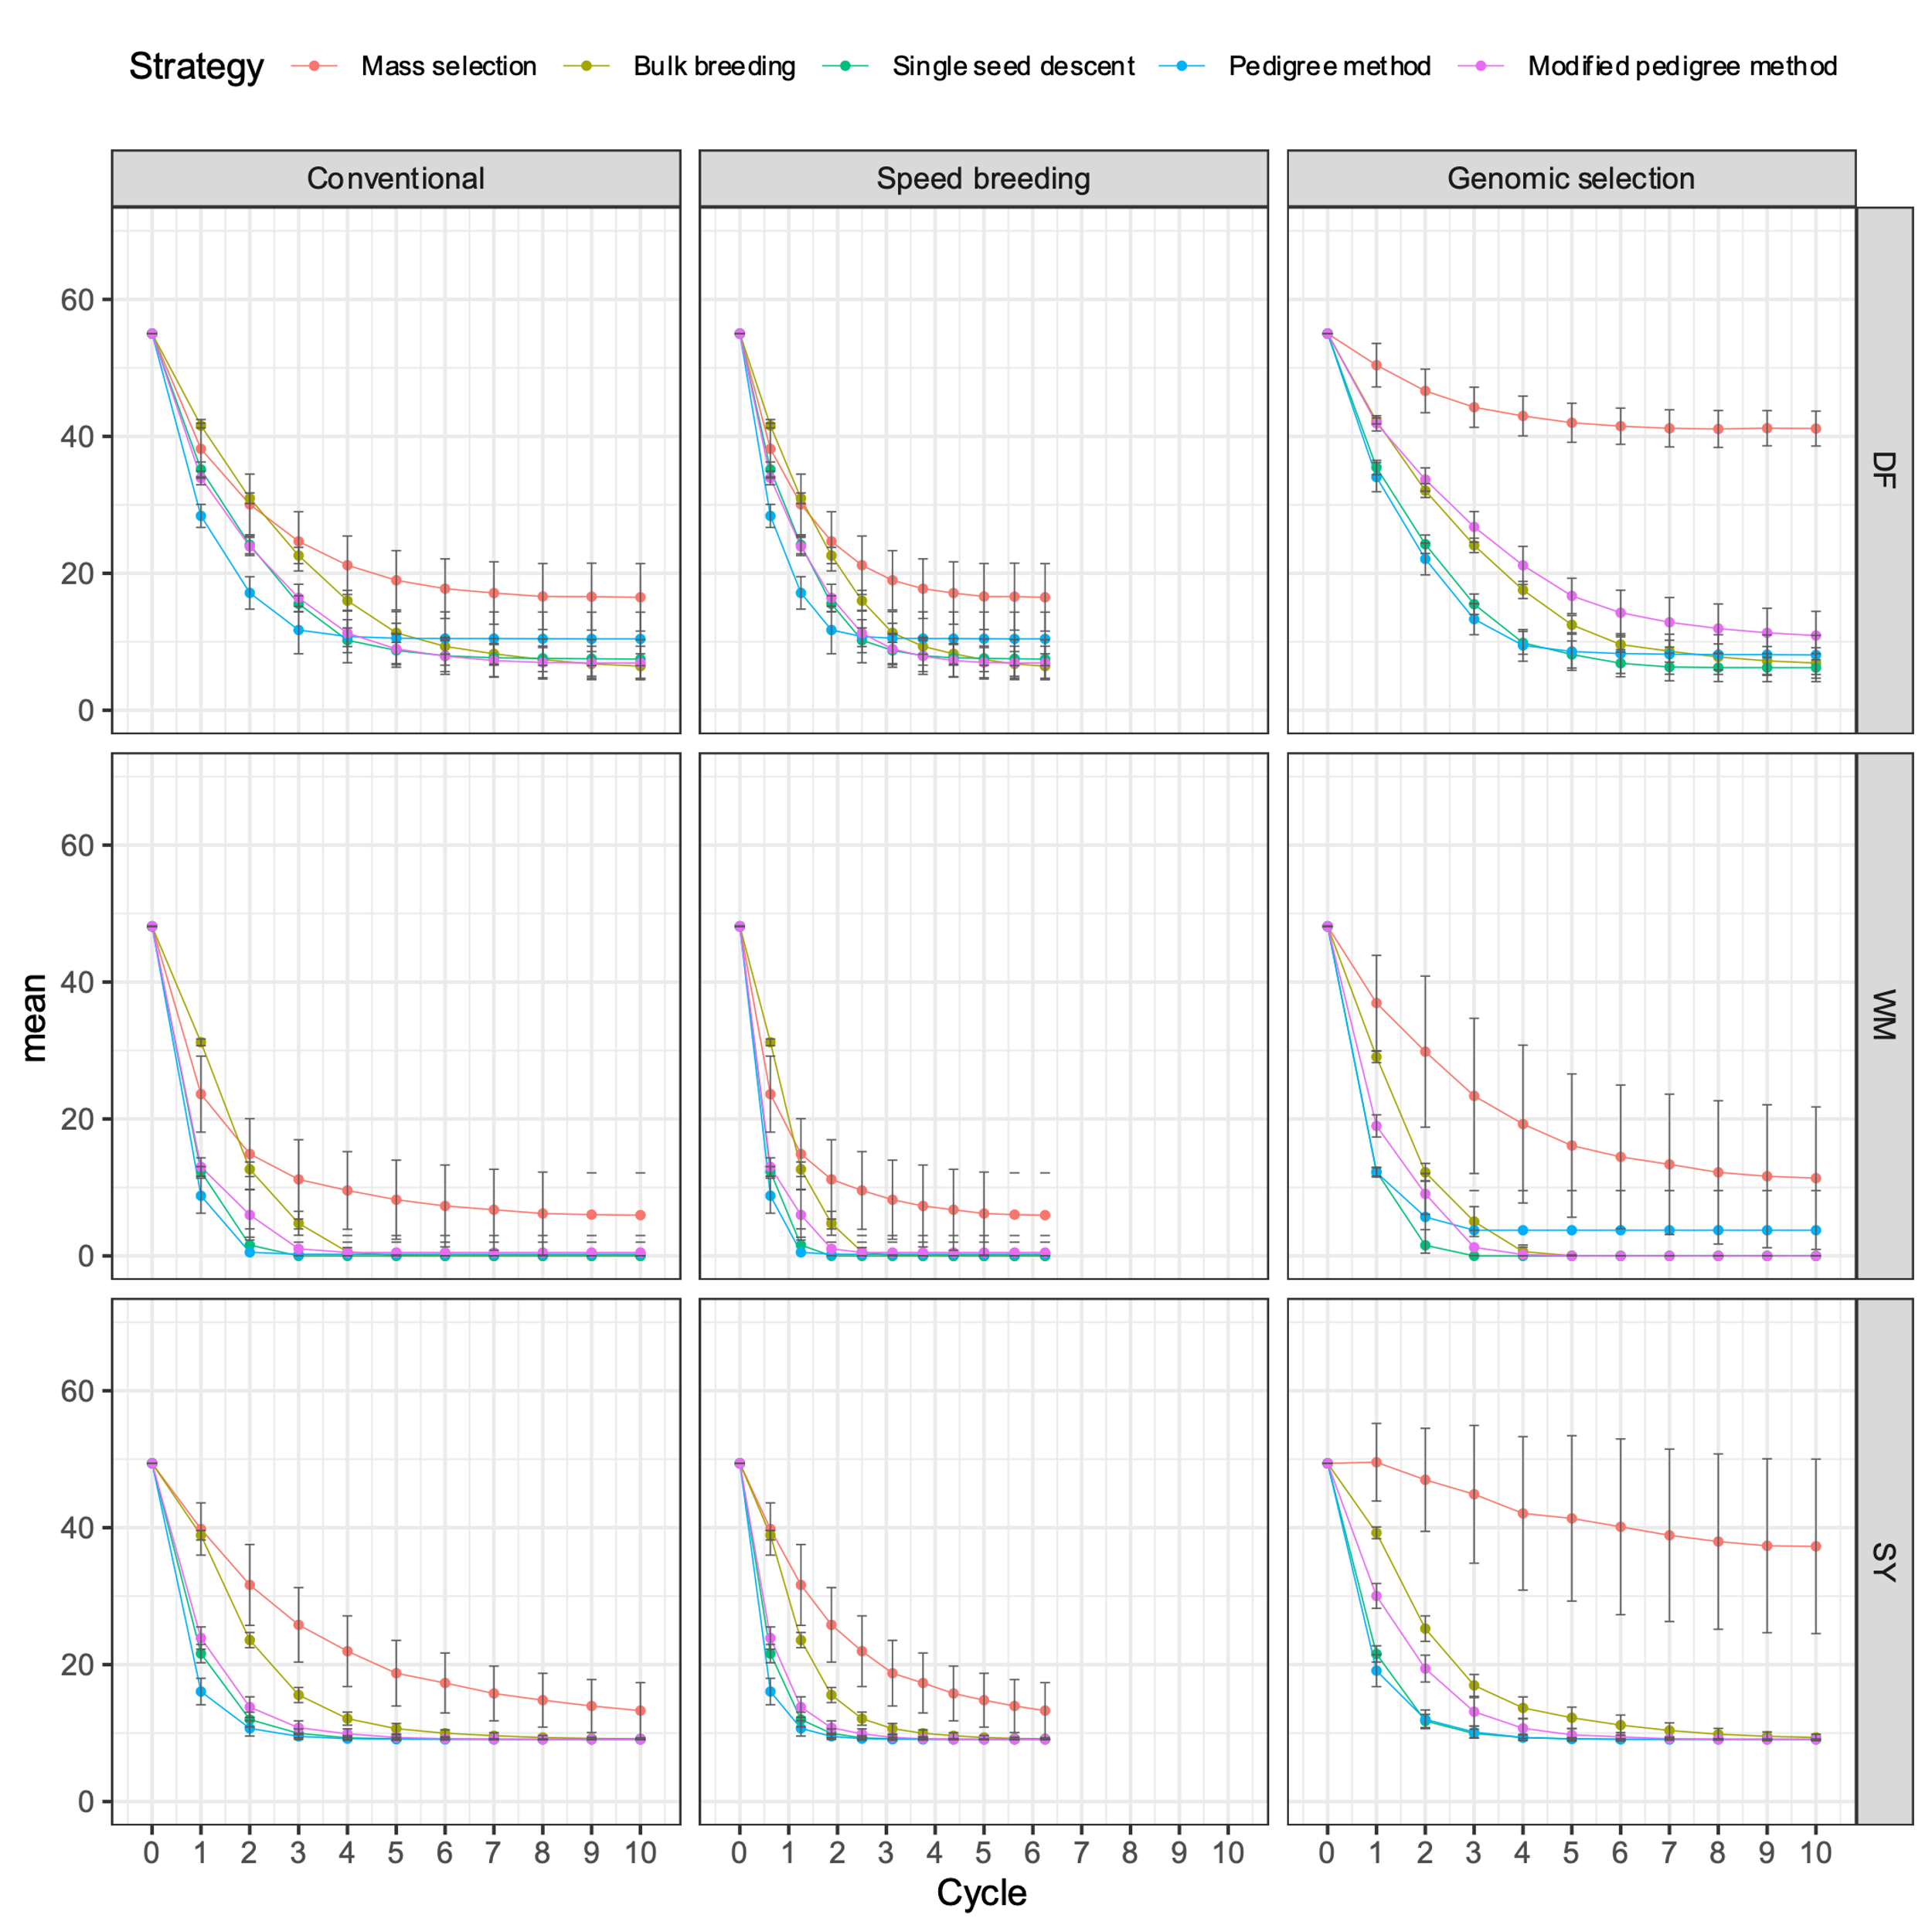 Strategy Mass selection Bulk breeding Single seed descent Pedigree method Modified pedigree method
Conventional Speed breeding Genomic selection
60
40
20
0
DF
60
40
20
0
WM
mean
60
40
20
0
SY
0 1 2 3 4 5 6 7 8 9 10 0 1 2 3 4 5 6 7 8 9 10 0 1 2 3 4 5 6 7 8 9 10
Cycle